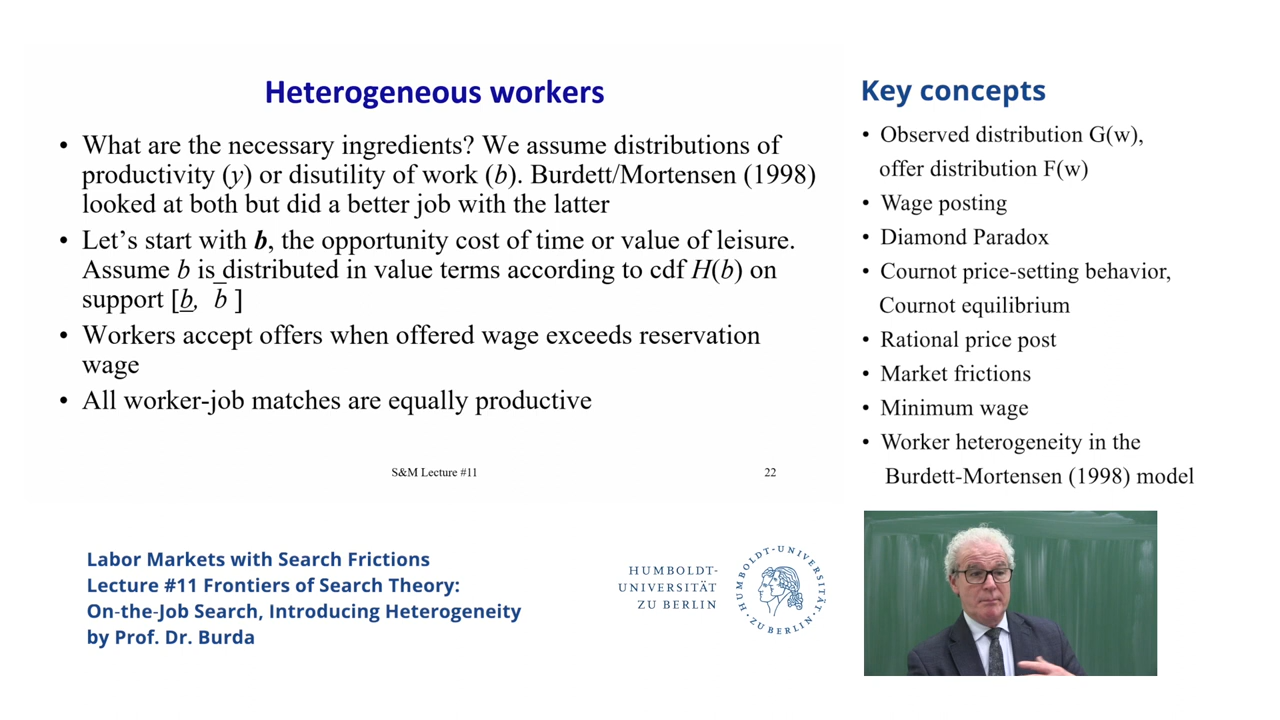 Heterogeneous workers
• What are the necessary ingredients? We assume distributions of
productivity (y) or disutility of work (b). Burdett/Mortensen (1998)
looked at both but did a better job with the latter
• Let's start with b, the opportunity cost of time or value of leisure.
Assume b is distributed in value terms according to cdf H(b) on
support [b̲, b̅ ]
• Workers accept offers when offered wage exceeds reservation
wage
• All worker-job matches are equally productive
S&M Lecture #11
22
Key concepts
• Observed distribution G(w),
offer distribution F(w)
• Wage posting
• Diamond Paradox
• Cournot price-setting behavior,
Cournot equilibrium
• Rational price post
• Market frictions
• Minimum wage
• Worker heterogeneity in the
Burdett-Mortensen (1998) model
Labor Markets with Search Frictions
Lecture #11 Frontiers of Search Theory:
On-the-Job Search, Introducing Heterogeneity
by Prof. Dr. Burda
HUMBOLDT-
UNIVERSITÄT
ZU BERLIN
HUMBOLDT-UNIVERSITÄT ZU BERLIN